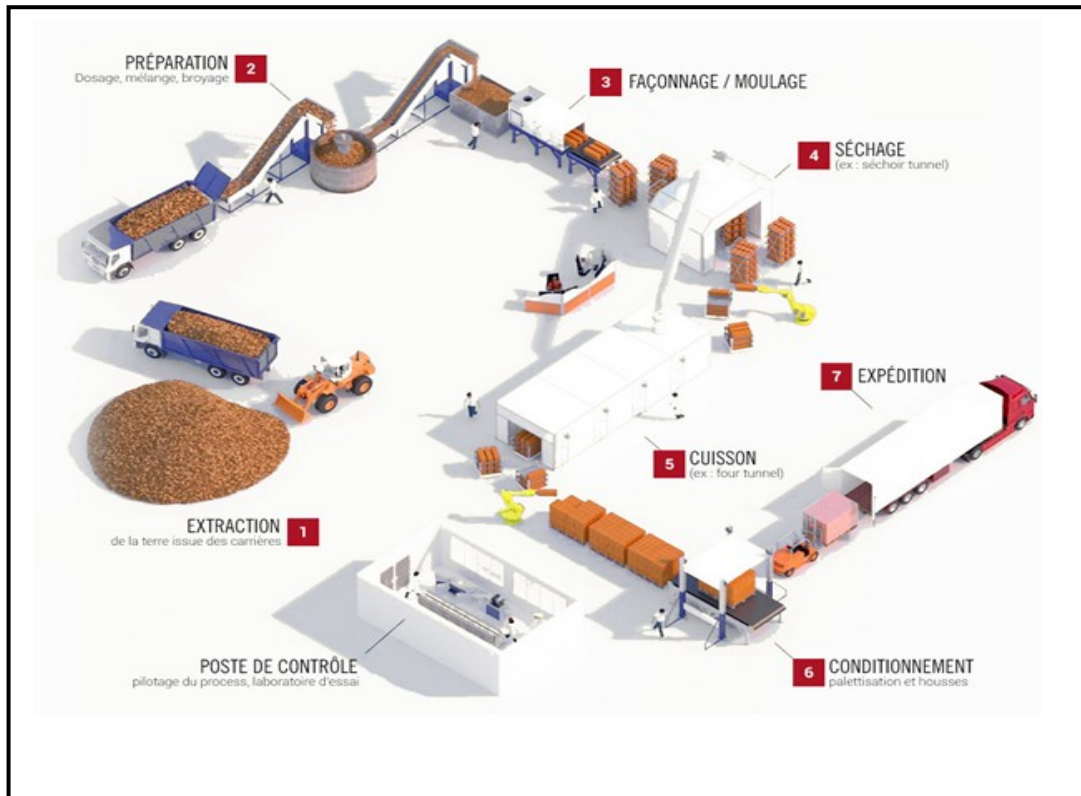 PRÉPARATION 2
Dosage, mélange, broyage
3 FAÇONNAGE / MOULAGE
4 SÉCHAGE
(ex : séchoir tunnel)
7 EXPÉDITION
5 CUISSON
(ex : four tunnel)
EXTRACTION 1
de la terre issue des carrières
POSTE DE CONTRÔLE
pilotage du process, laboratoire d'essai
6 CONDITIONNEMENT
palettisation et housses